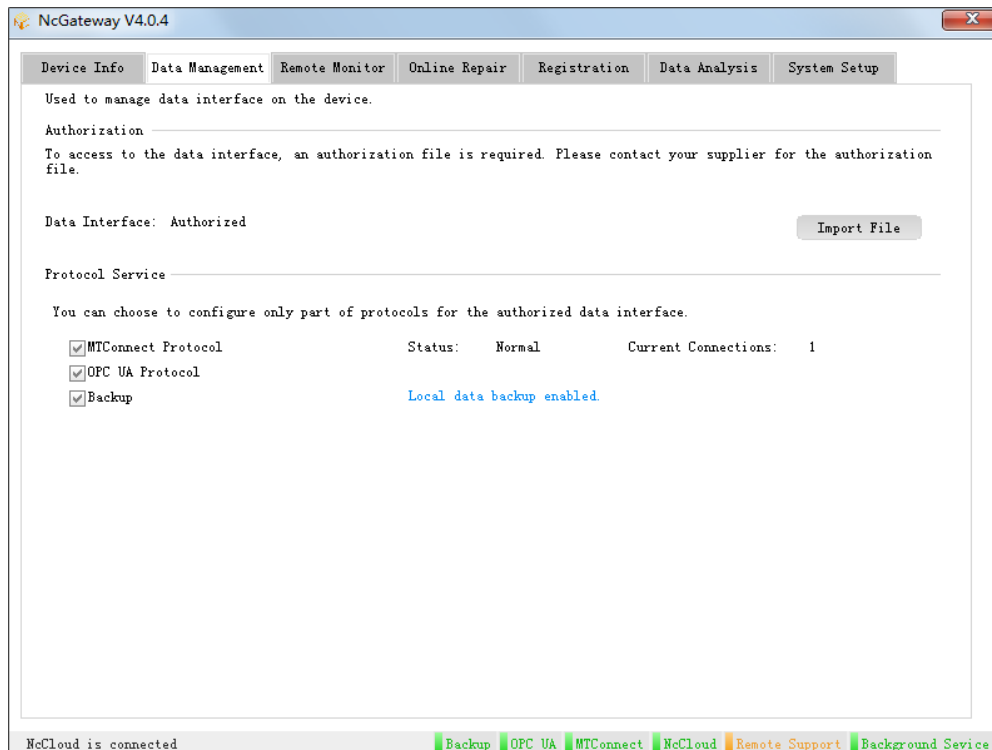 NcGateway V4.0.4
Device Info Data Management Remote Monitor Online Repair Registration Data Analysis System Setup
Used to manage data interface on the device.
Authorization
To access to the data interface, an authorization file is required. Please contact your supplier for the authorization
file.
Data Interface: Authorized
Import File
Protocol Service
You can choose to configure only part of protocols for the authorized data interface.
MTConnect Protocol Status: Normal Current Connections: 1
OPC UA Protocol
Backup Local data backup enabled.
NcCloud is connected Backup OPC UA MTConnect NcCloud Remote Support Background Sevice